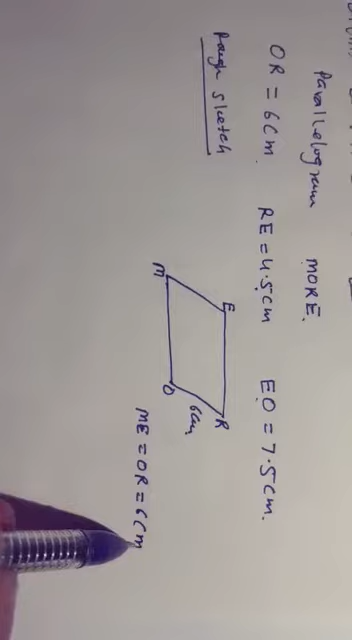 Parallelogram MORE.
OR = 6cm. RE = 4.5cm EO = 7.5cm.
Rough sketch
E
R
6cm
M
O
ME = OR = 6cm